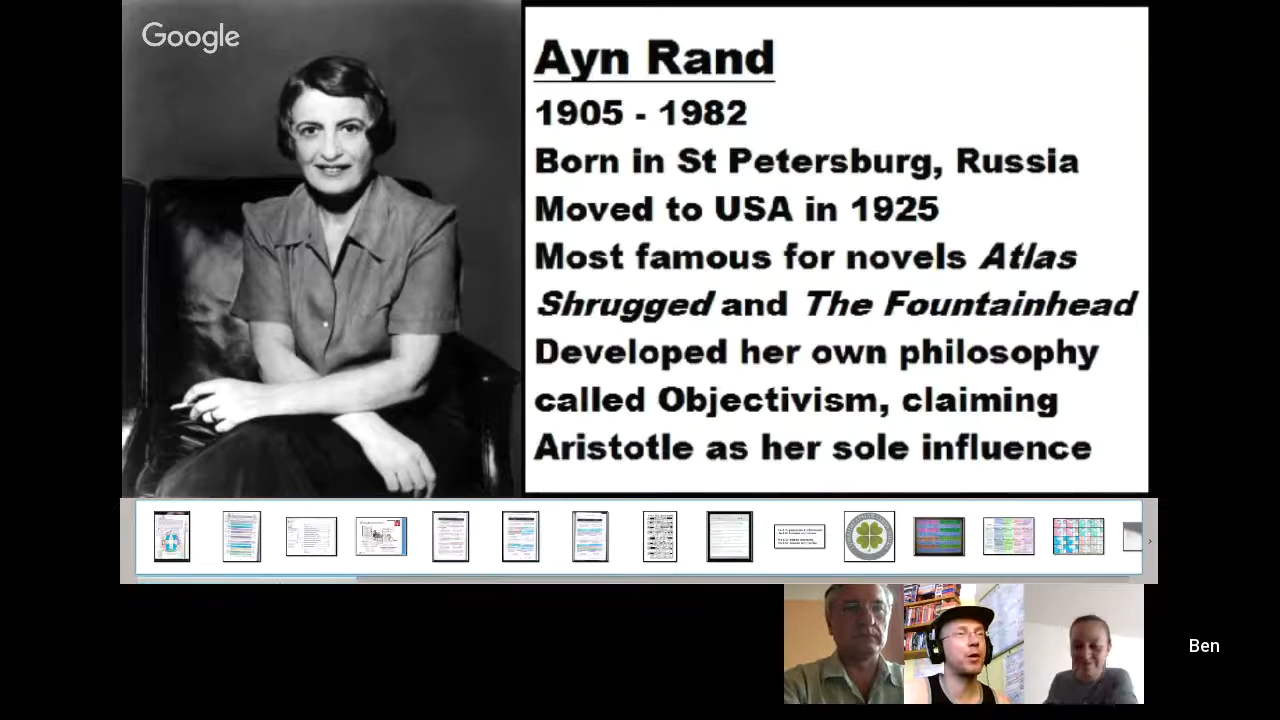 Google
Ayn Rand
1905 - 1982
Born in St Petersburg, Russia
Moved to USA in 1925
Most famous for novels Atlas
Shrugged and The Fountainhead
Developed her own philosophy
called Objectivism, claiming
Aristotle as her sole influence
Ben